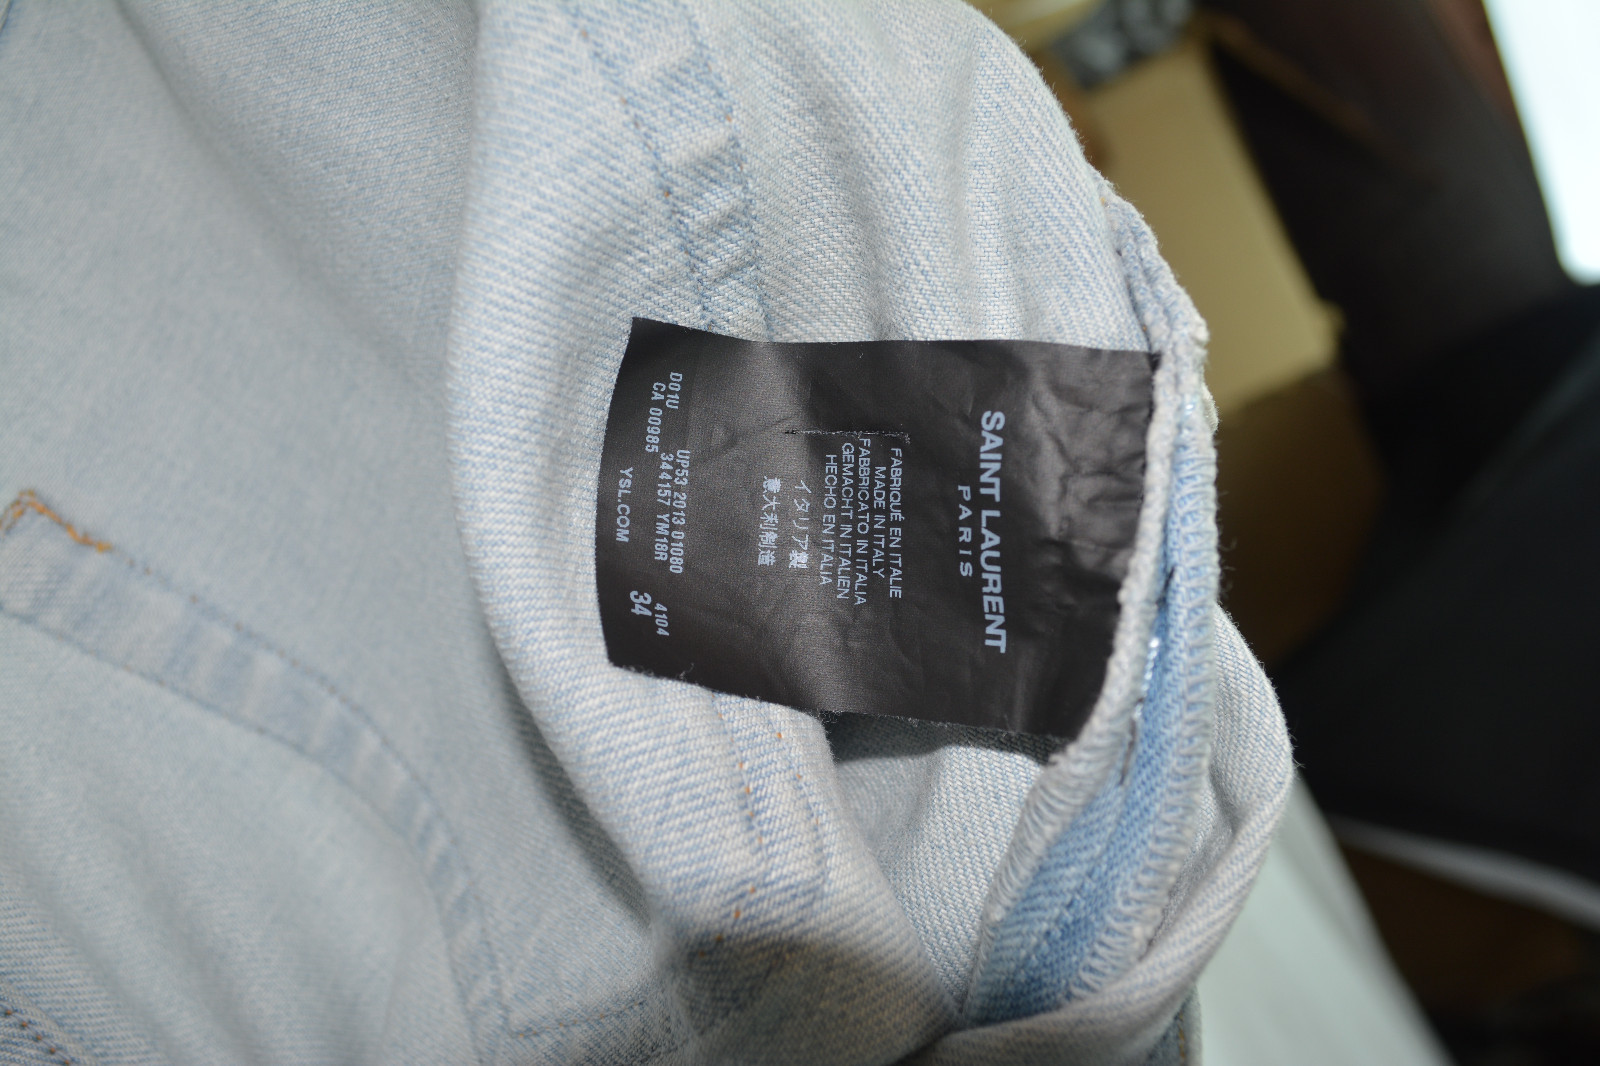 SAINT LAURENT
PARIS
FABRIQUÉ EN ITALIE
MADE IN ITALY
FABBRICATO IN ITALIA
GEMACHT IN ITALIEN
HECHO EN ITALIA
イタリア製
意大利制造
D01U UP53 2013 D1080 4104
CA 00985 344157 YM18R 34
YSL.COM